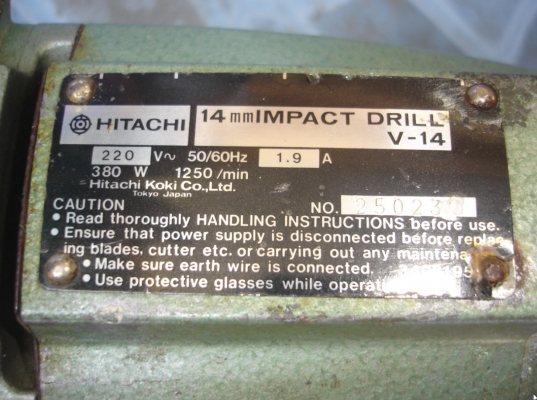 HITACHI
14mm IMPACT DRILL
V-14
220 V~ 50/60Hz 1.9 A
380 W 1250/min
Hitachi Koki Co.,Ltd.
Tokyo Japan
CAUTION NO.
• Read thoroughly HANDLING INSTRUCTIONS before use.
• Ensure that power supply is disconnected before replac
ing blades, cutter etc. or carrying out any maintena
• Make sure earth wire is connected.
• Use protective glasses while operat